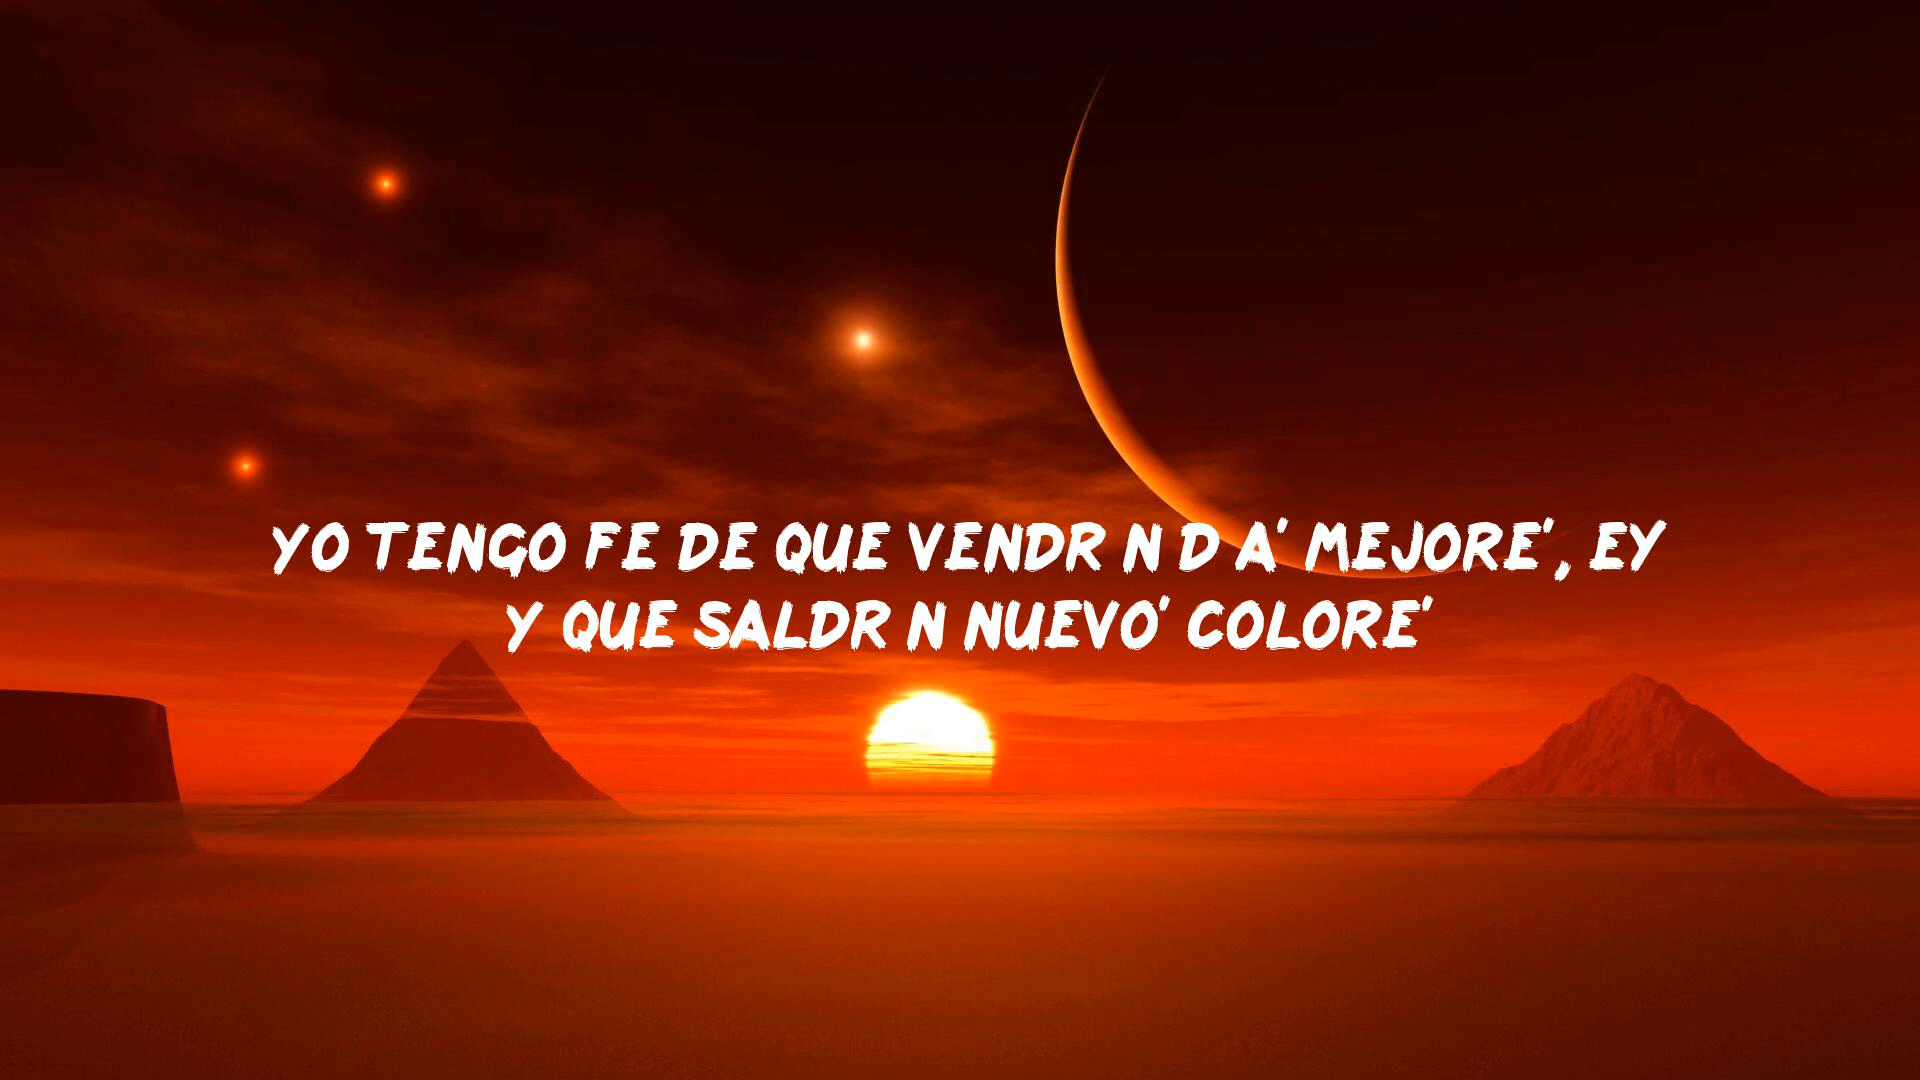 YO TENGO FE DE QUE VENDR N D A' MEJORE', EY
Y QUE SALDR N NUEVO' COLORE'